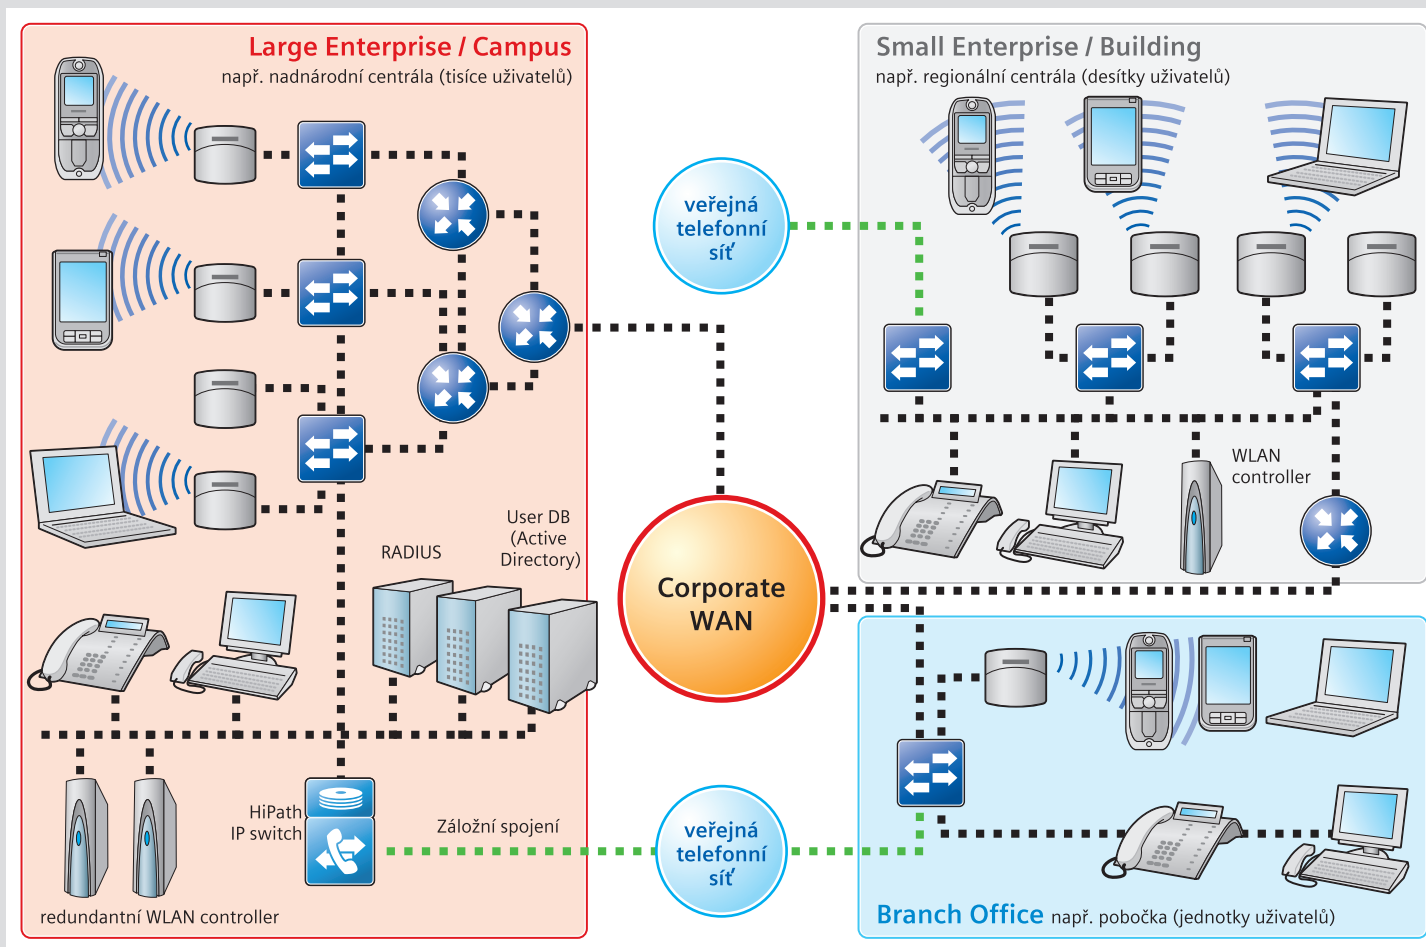 Large Enterprise / Campus
např. nadnárodní centrála (tisíce uživatelů)
User DB
(Active
Directory)
RADIUS
HiPath
IP switch
Záložní spojení
redundantní WLAN controller
veřejná
telefonní
síť
Corporate
WAN
veřejná
telefonní
síť
Small Enterprise / Building
např. regionální centrála (desítky uživatelů)
WLAN
controller
Branch Office např. pobočka (jednotky uživatelů)